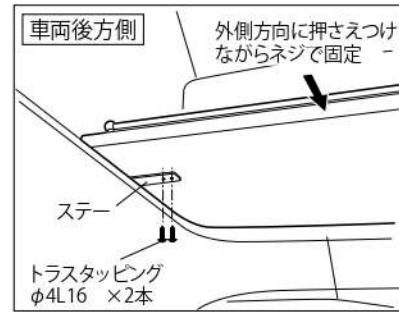 車両後方側
外側方向に押さえつけ
ながらネジで固定
ステー
トラスタッピング
φ4L16 ×2本